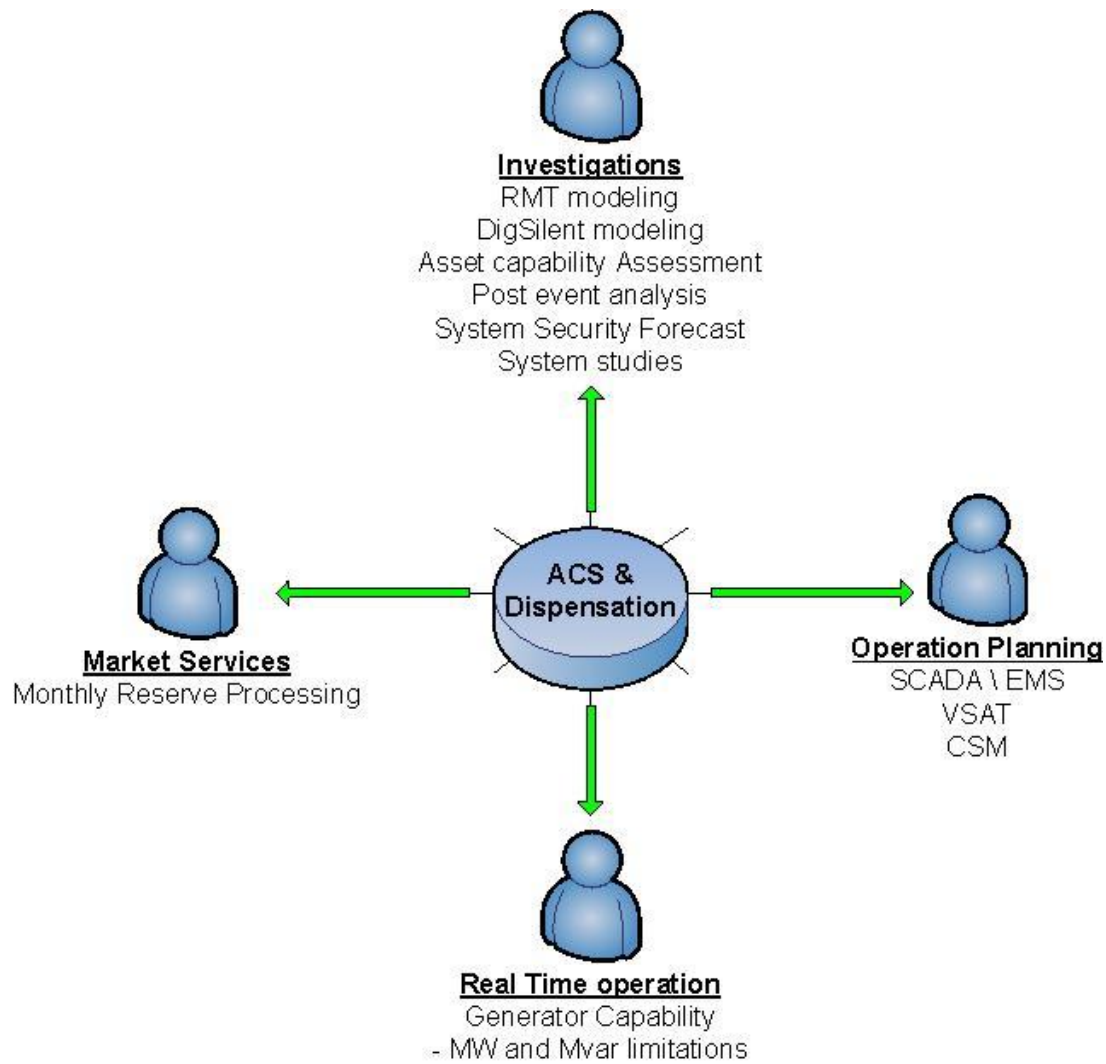 Investigations
RMT modeling
DigSilent modeling
Asset capability Assessment
Post event analysis
System Security Forecast
System studies
ACS &
Dispensation
Market Services
Monthly Reserve Processing
Operation Planning
SCADA \ EMS
VSAT
CSM
Real Time operation
Generator Capability
- MW and Mvar limitations